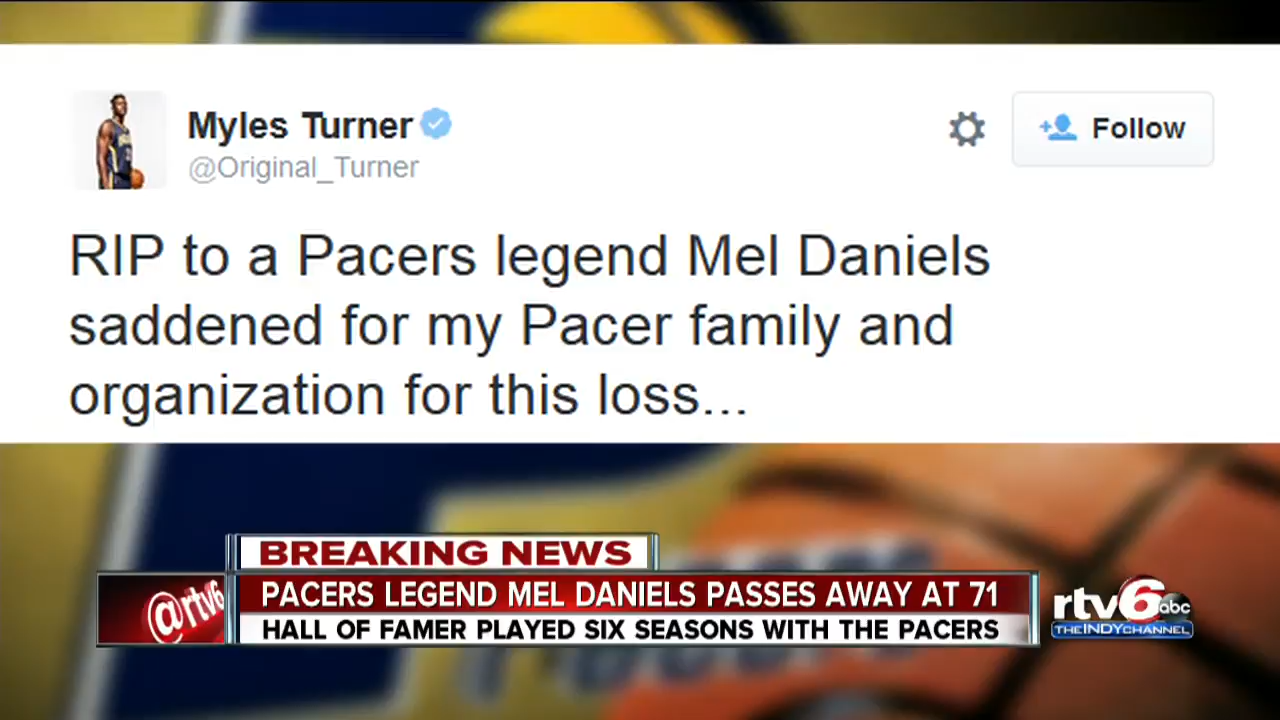 Myles Turner
@Original_Turner
Follow
RIP to a Pacers legend Mel Daniels
saddened for my Pacer family and
organization for this loss...
BREAKING NEWS
@rtv6
PACERS LEGEND MEL DANIELS PASSES AWAY AT 71
HALL OF FAMER PLAYED SIX SEASONS WITH THE PACERS
rtv6 abc
THEINDYCHANNEL